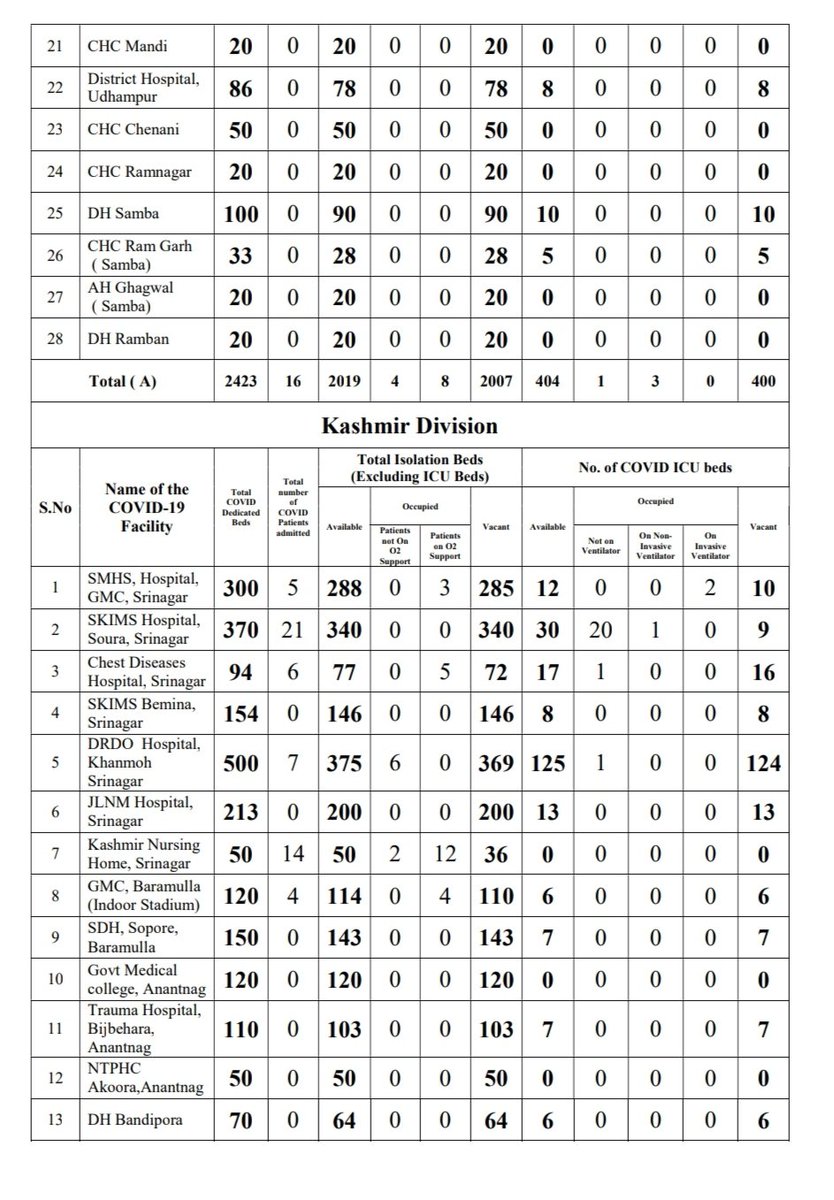 21 CHC Mandi 20 0 20 0 0 20 0 0 0 0 0
22 District Hospital, Udhampur 86 0 78 0 0 78 8 0 0 0 8
23 CHC Chenani 50 0 50 0 0 50 0 0 0 0 0
24 CHC Ramnagar 20 0 20 0 0 20 0 0 0 0 0
25 DH Samba 100 0 90 0 0 90 10 0 0 0 10
26 CHC Ram Garh ( Samba) 33 0 28 0 0 28 5 0 0 0 5
27 AH Ghagwal ( Samba) 20 0 20 0 0 20 0 0 0 0 0
28 DH Ramban 20 0 20 0 0 20 0 0 0 0 0
Total ( A) 2423 16 2019 4 8 2007 404 1 3 0 400
Kashmir Division
S.No
Name of the COVID-19 Facility
Total COVID Dedicated Beds
Total number of COVID Patients admitted
Total Isolation Beds (Excluding ICU Beds)
Available
Occupied
Patients not On O2 Support
Patients on O2 Support
Vacant
No. of COVID ICU beds
Available
Occupied
Not on Ventilator
On Non-Invasive Ventilator
On Invasive Ventilator
Vacant
1 SMHS, Hospital, GMC, Srinagar 300 5 288 0 3 285 12 0 0 2 10
2 SKIMS Hospital, Soura, Srinagar 370 21 340 0 0 340 30 20 1 0 9
3 Chest Diseases Hospital, Srinagar 94 6 77 0 5 72 17 1 0 0 16
4 SKIMS Bemina, Srinagar 154 0 146 0 0 146 8 0 0 0 8
5 DRDO Hospital, Khanmoh Srinagar 500 7 375 6 0 369 125 1 0 0 124
6 JLNM Hospital, Srinagar 213 0 200 0 0 200 13 0 0 0 13
7 Kashmir Nursing Home, Srinagar 50 14 50 2 12 36 0 0 0 0 0
8 GMC, Baramulla (Indoor Stadium) 120 4 114 0 4 110 6 0 0 0 6
9 SDH, Sopore, Baramulla 150 0 143 0 0 143 7 0 0 0 7
10 Govt Medical college, Anantnag 120 0 120 0 0 120 0 0 0 0 0
11 Trauma Hospital, Bijbehara, Anantnag 110 0 103 0 0 103 7 0 0 0 7
12 NTPHC Akoora,Anantnag 50 0 50 0 0 50 0 0 0 0 0
13 DH Bandipora 70 0 64 0 0 64 6 0 0 0 6